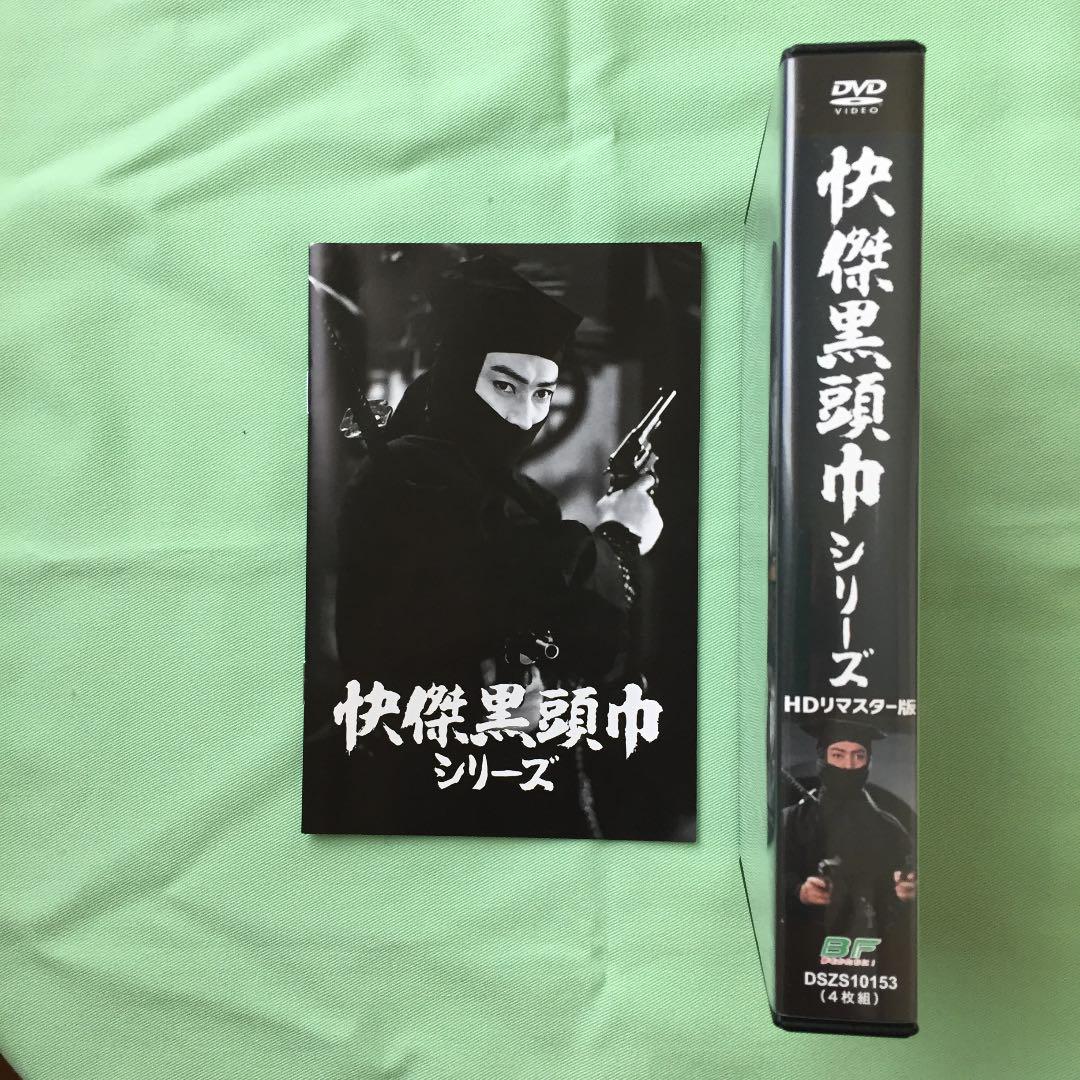 快傑黒頭巾
シリーズ
DVD
VIDEO
快傑黒頭巾
シリーズ
HDリマスター版
BF
DSZS10153
(4枚組)